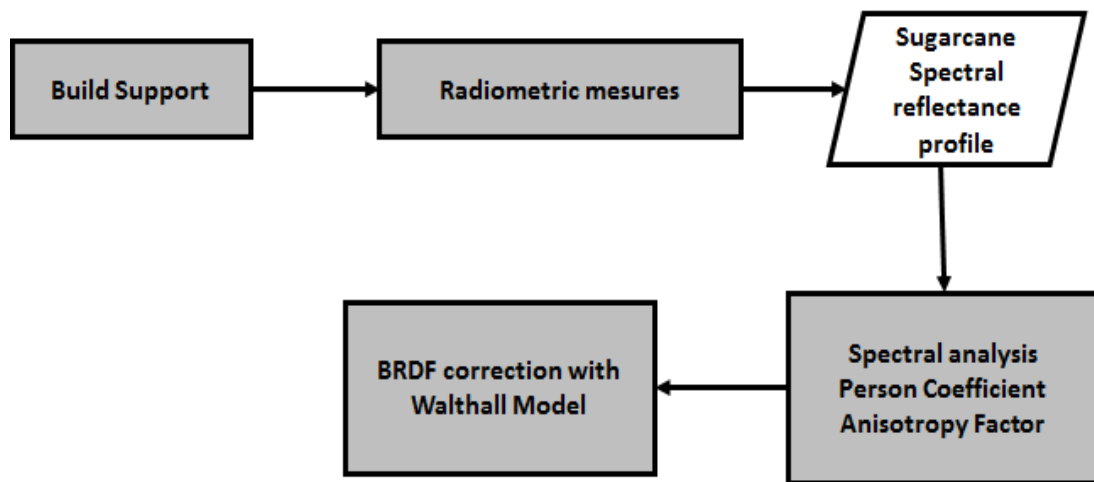 Build Support
Radiometric mesures
Sugarcane
Spectral
reflectance
profile
Spectral analysis
Person Coefficient
Anisotropy Factor
BRDF correction with
Walthall Model